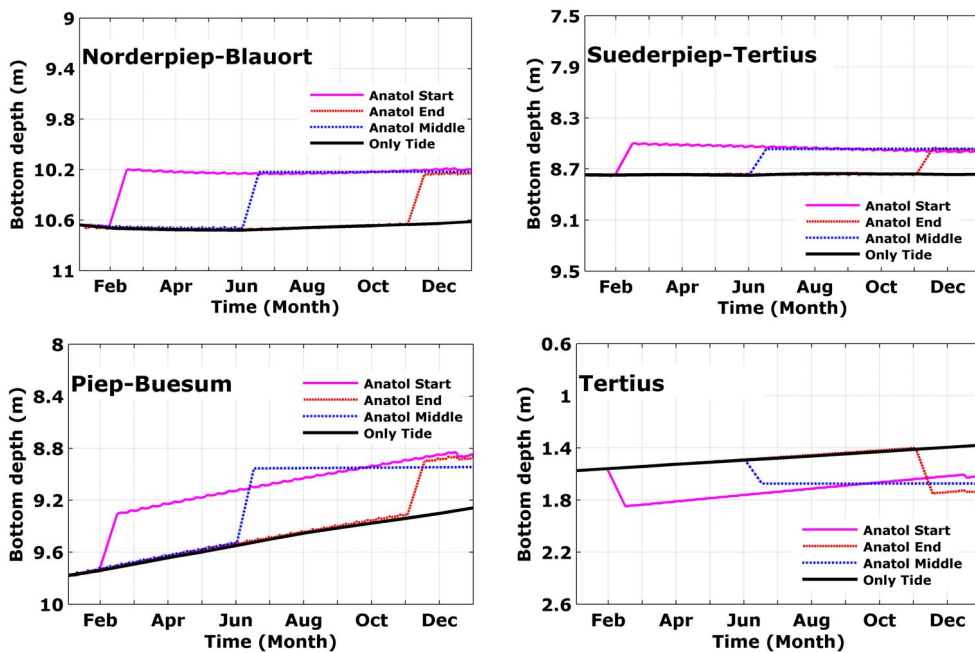 Norderpiep-Blauort
Bottom depth (m)
9
9.4
9.8
10.2
10.6
11
Anatol Start
Anatol End
Anatol Middle
Only Tide
Feb Apr Jun Aug Oct Dec
Time (Month)
Suederpiep-Tertius
Bottom depth (m)
7.5
7.9
8.3
8.7
9.1
9.5
Anatol Start
Anatol End
Anatol Middle
Only Tide
Feb Apr Jun Aug Oct Dec
Time (Month)
Piep-Buesum
Bottom depth (m)
8
8.4
8.8
9.2
9.6
10
Anatol Start
Anatol End
Anatol Middle
Only Tide
Feb Apr Jun Aug Oct Dec
Time (Month)
Tertius
Bottom depth (m)
0.6
1
1.4
1.8
2.2
2.6
Anatol Start
Anatol End
Anatol Middle
Only Tide
Feb Apr Jun Aug Oct Dec
Time (Month)